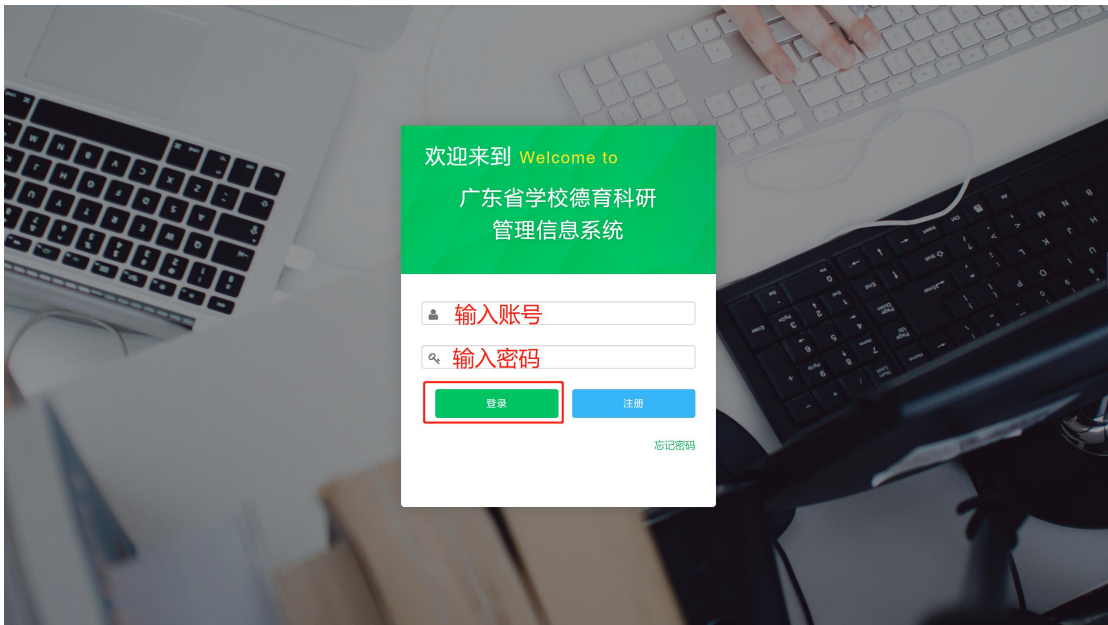 欢迎来到 Welcome to
广东省学校德育科研
管理信息系统
输入账号
输入密码
登录
注册
忘记密码